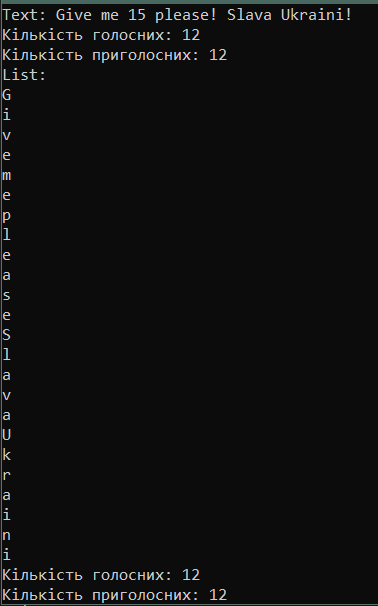 Text: Give me 15 please! Slava Ukraini!
Кількість голосних: 12
Кількість приголосних: 12
List:
G
i
v
e
m
e
p
l
e
a
s
e
S
l
a
v
a
U
k
r
a
i
n
i
Кількість голосних: 12
Кількість приголосних: 12